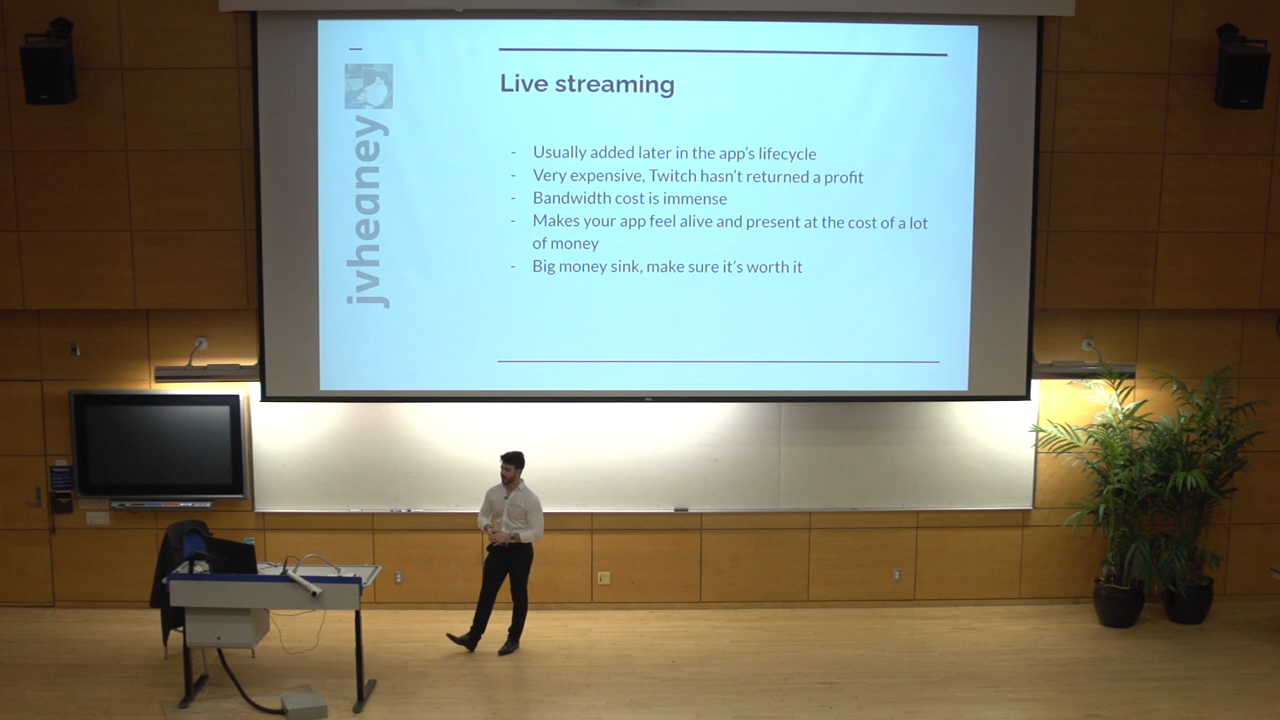 Live streaming
jvheaney
- Usually added later in the app's lifecycle
- Very expensive, Twitch hasn't returned a profit
- Bandwidth cost is immense
- Makes your app feel alive and present at the cost of a lot
of money
- Big money sink, make sure it's worth it